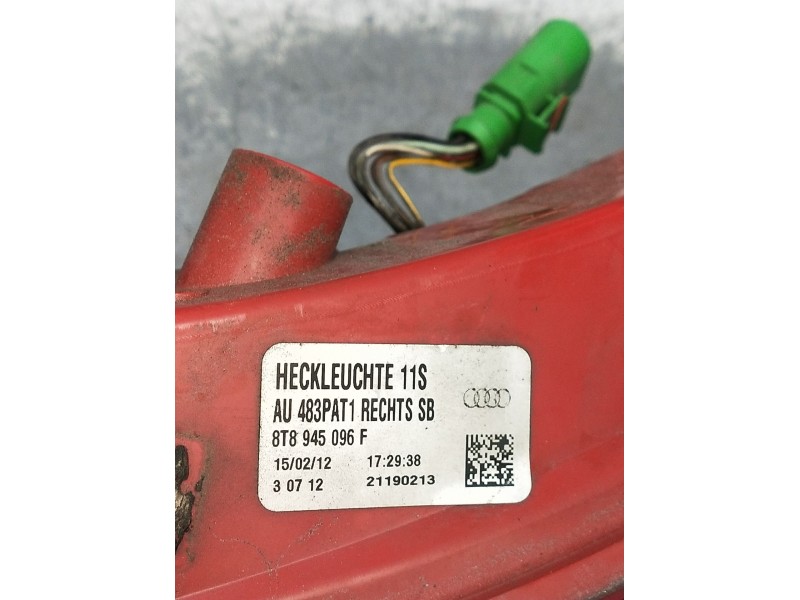 HECKLEUCHTE 11S
AU 483PAT1 RECHTS SB
8T8 945 096 F
15/02/12 17:29:38
3 07 12 21190213